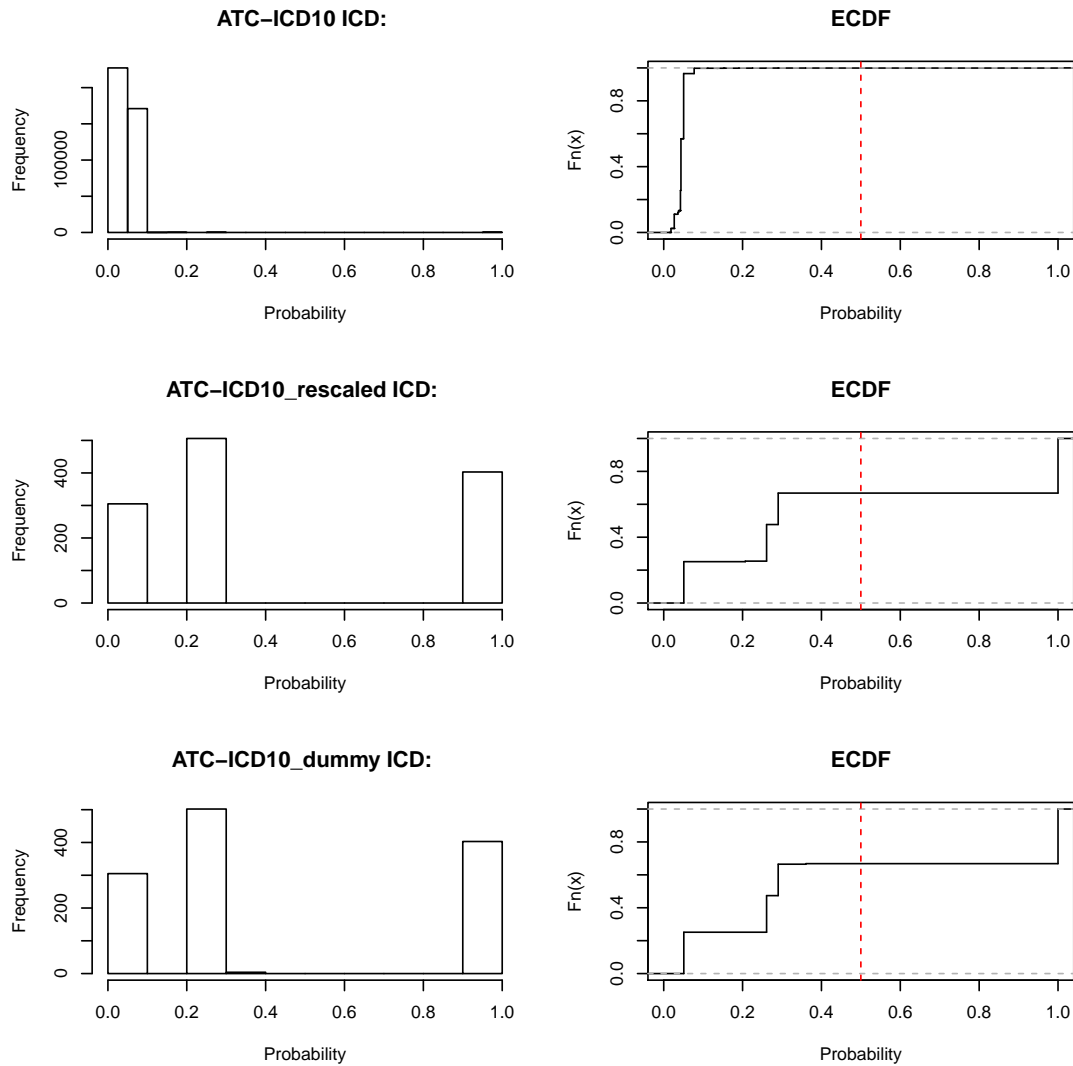 ATC−ICD10 ICD:
Frequency
0
100000
0.0 0.2 0.4 0.6 0.8 1.0
Probability
ECDF
Fn(x)
0.0 0.4 0.8
0.0 0.2 0.4 0.6 0.8 1.0
Probability
ATC−ICD10_rescaled ICD:
Frequency
0 200 400
0.0 0.2 0.4 0.6 0.8 1.0
Probability
ECDF
Fn(x)
0.0 0.4 0.8
0.0 0.2 0.4 0.6 0.8 1.0
Probability
ATC−ICD10_dummy ICD:
Frequency
0 200 400
0.0 0.2 0.4 0.6 0.8 1.0
Probability
ECDF
Fn(x)
0.0 0.4 0.8
0.0 0.2 0.4 0.6 0.8 1.0
Probability